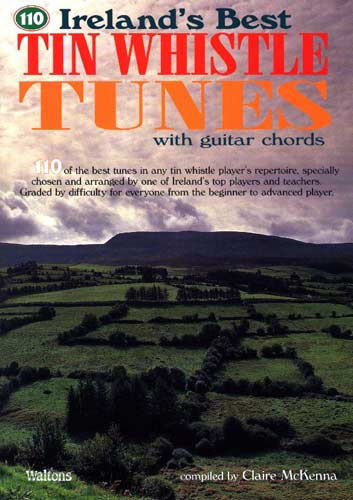 110 Ireland's Best
TIN WHISTLE
TUNES
with guitar chords
110 of the best tunes in any tin whistle player's repertoire, specially
chosen and arranged by one of Ireland's top players and teachers.
Graded by difficulty for everyone from the beginner to advanced player.
Waltons
compiled by Claire McKenna